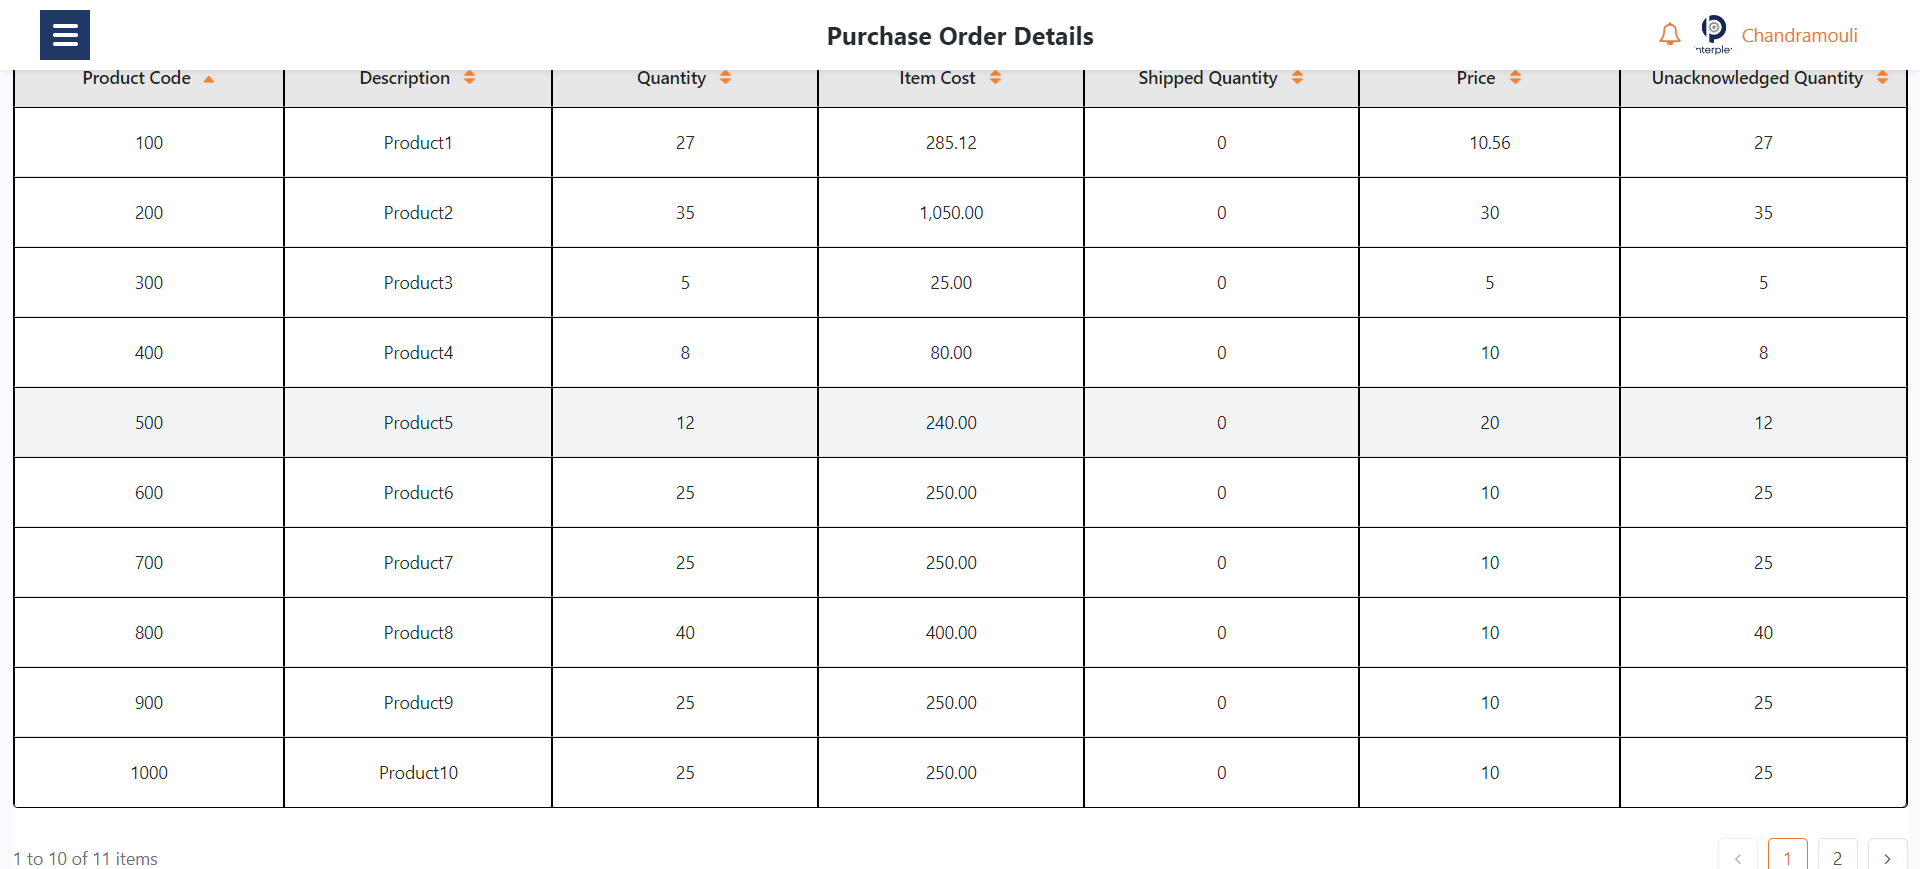 Purchase Order Details
nterple
Chandramouli
Product Code Description Quantity Item Cost Shipped Quantity Price Unacknowledged Quantity
100 Product1 27 285.12 0 10.56 27
200 Product2 35 1,050.00 0 30 35
300 Product3 5 25.00 0 5 5
400 Product4 8 80.00 0 10 8
500 Product5 12 240.00 0 20 12
600 Product6 25 250.00 0 10 25
700 Product7 25 250.00 0 10 25
800 Product8 40 400.00 0 10 40
900 Product9 25 250.00 0 10 25
1000 Product10 25 250.00 0 10 25
1 to 10 of 11 items
1 2